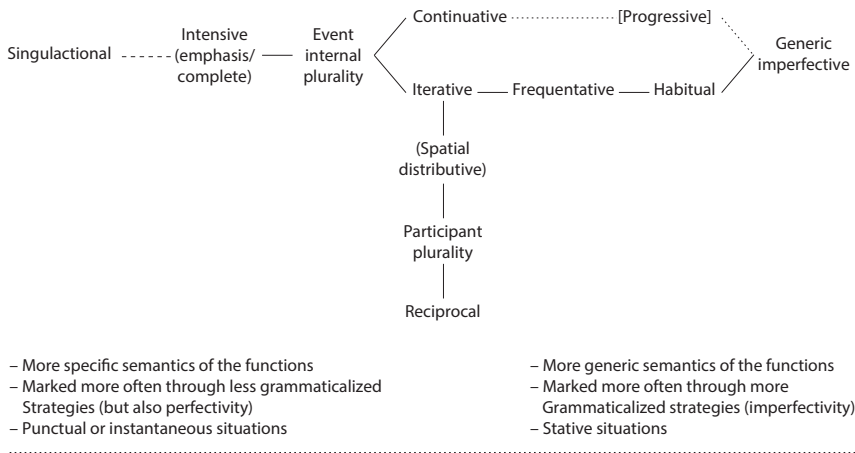 Singulactional
Intensive
(emphasis/
complete)
Event
internal
plurality
Continuative
[Progressive]
Generic
imperfective
Iterative
Frequentative
Habitual
(Spatial
distributive)
Participant
plurality
Reciprocal
– More specific semantics of the functions
– Marked more often through less grammaticalized
Strategies (but also perfectivity)
– Punctual or instantaneous situations
– More generic semantics of the functions
– Marked more often through more
Grammaticalized strategies (imperfectivity)
– Stative situations